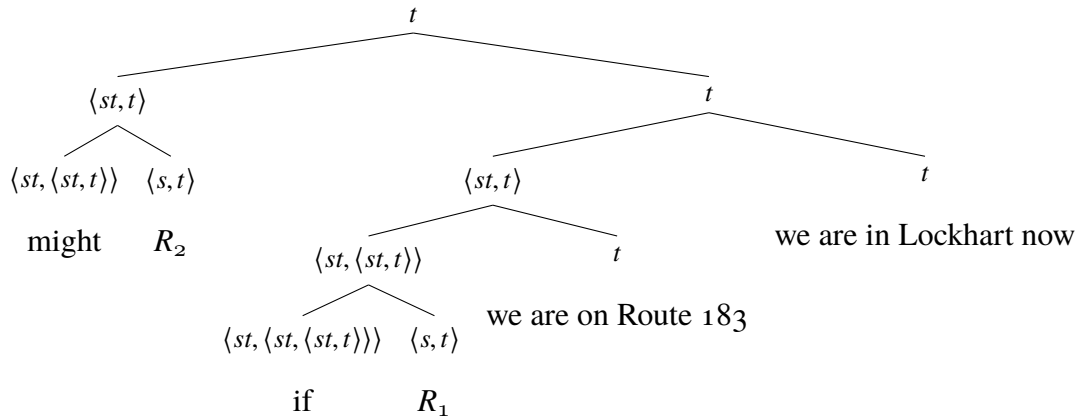 t
⟨st, t⟩ t
⟨st, ⟨st, t⟩⟩ ⟨s, t⟩ ⟨st, t⟩ t
might R₂ we are in Lockhart now
⟨st, ⟨st, t⟩⟩ t
we are on Route 183
⟨st, ⟨st, ⟨st, t⟩⟩⟩ ⟨s, t⟩
if R₁